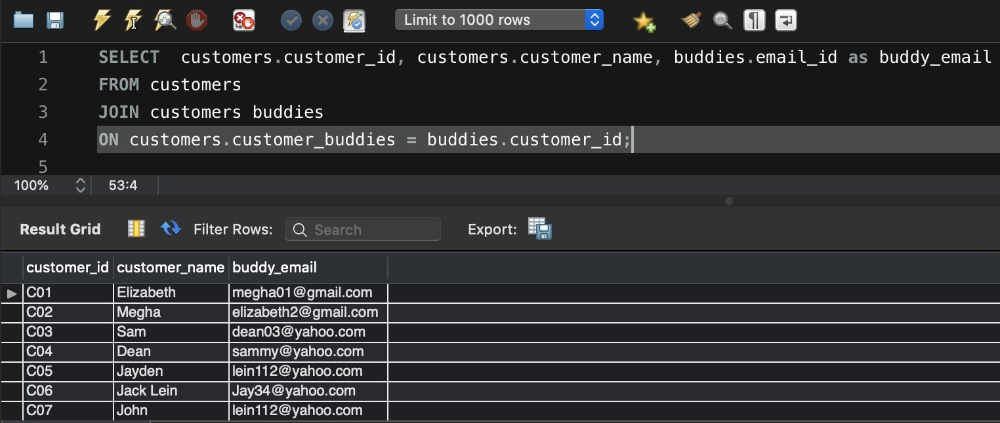 Limit to 1000 rows
1 SELECT  customers.customer_id, customers.customer_name, buddies.email_id as buddy_email
2 FROM customers
3 JOIN customers buddies
4 ON customers.customer_buddies = buddies.customer_id;
5
100% 53:4
Result Grid Filter Rows: Search Export:
customer_id customer_name buddy_email
C01 Elizabeth megha01@gmail.com
C02 Megha elizabeth2@gmail.com
C03 Sam dean03@yahoo.com
C04 Dean sammy@yahoo.com
C05 Jayden lein112@yahoo.com
C06 Jack Lein Jay34@yahoo.com
C07 John lein112@yahoo.com